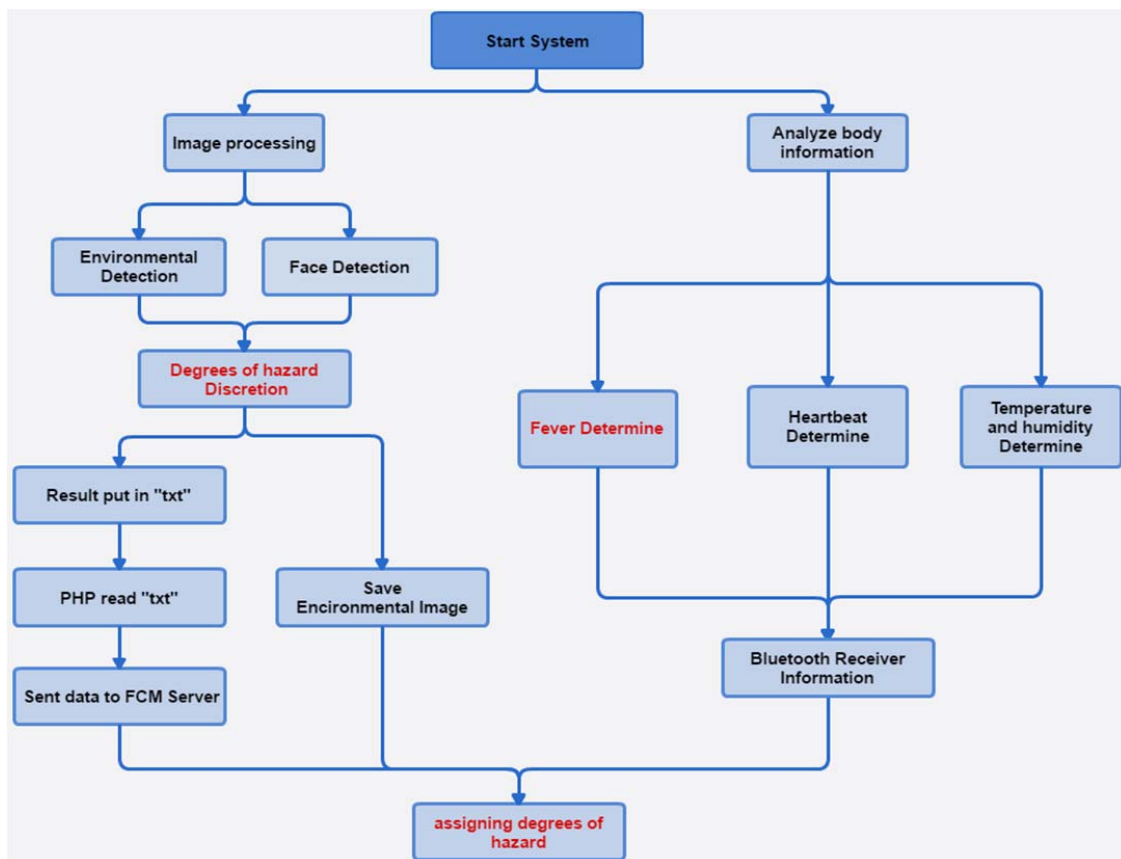 Start System
Image processing
Analyze body
information
Environmental
Detection
Face Detection
Degrees of hazard
Discretion
Fever Determine
Heartbeat
Determine
Temperature
and humidity
Determine
Result put in "txt"
PHP read "txt"
Save
Encironmental Image
Sent data to FCM Server
Bluetooth Receiver
Information
assigning degrees of
hazard